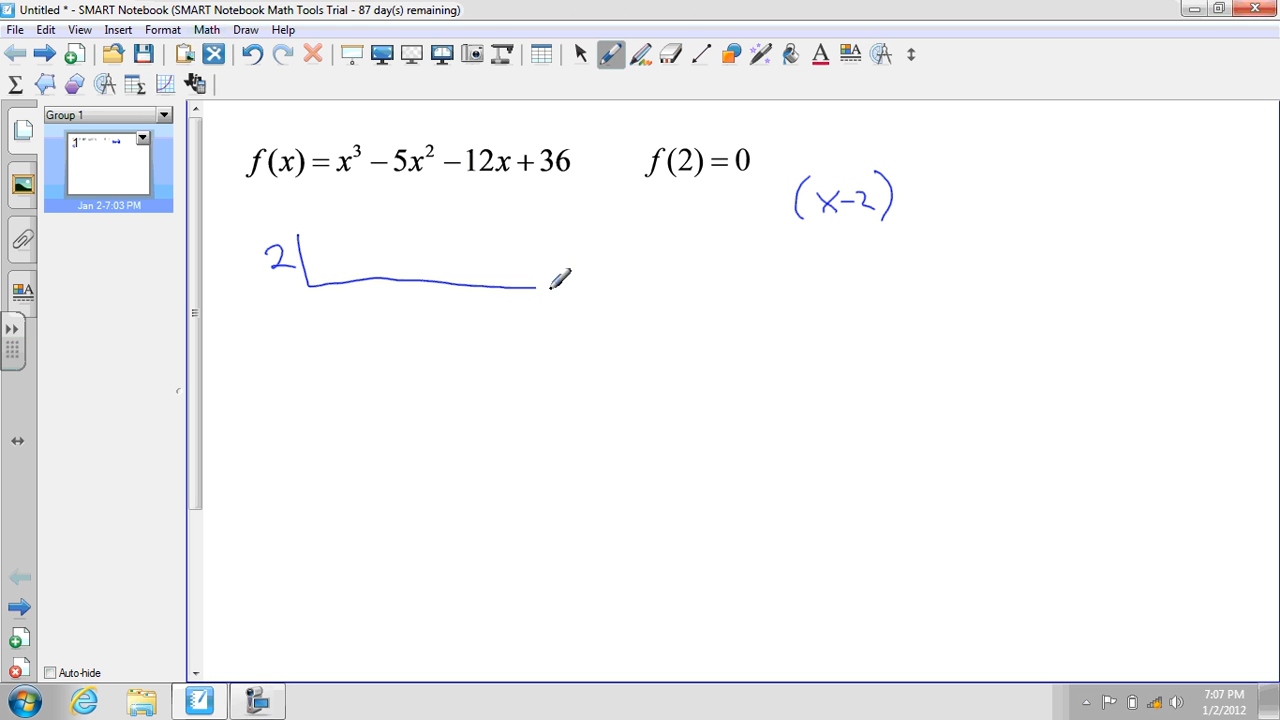 Untitled * - SMART Notebook (SMART Notebook Math Tools Trial - 87 day(s) remaining)
File Edit View Insert Format Math Tools Draw Help
Group 1
Jan 2-7:03 PM
f(x) = x³ − 5x² − 12x + 36 f(2) = 0
(x-2)
2
Auto-hide
7:07 PM
1/2/2012